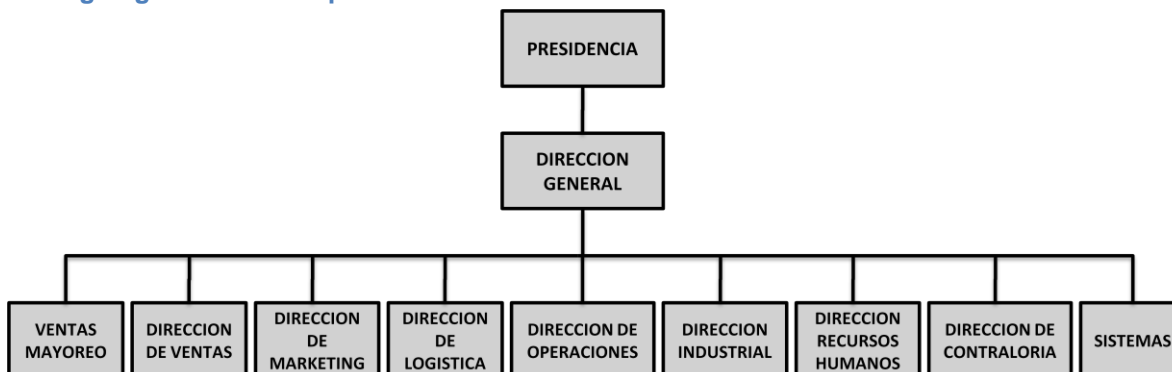 PRESIDENCIA
DIRECCION
GENERAL
VENTAS
MAYOREO
DIRECCION
DE VENTAS
DIRECCION
DE
MARKETING
DIRECCION
DE
LOGISTICA
DIRECCION DE
OPERACIONES
DIRECCION
INDUSTRIAL
DIRECCION
RECURSOS
HUMANOS
DIRECCION DE
CONTRALORIA
SISTEMAS